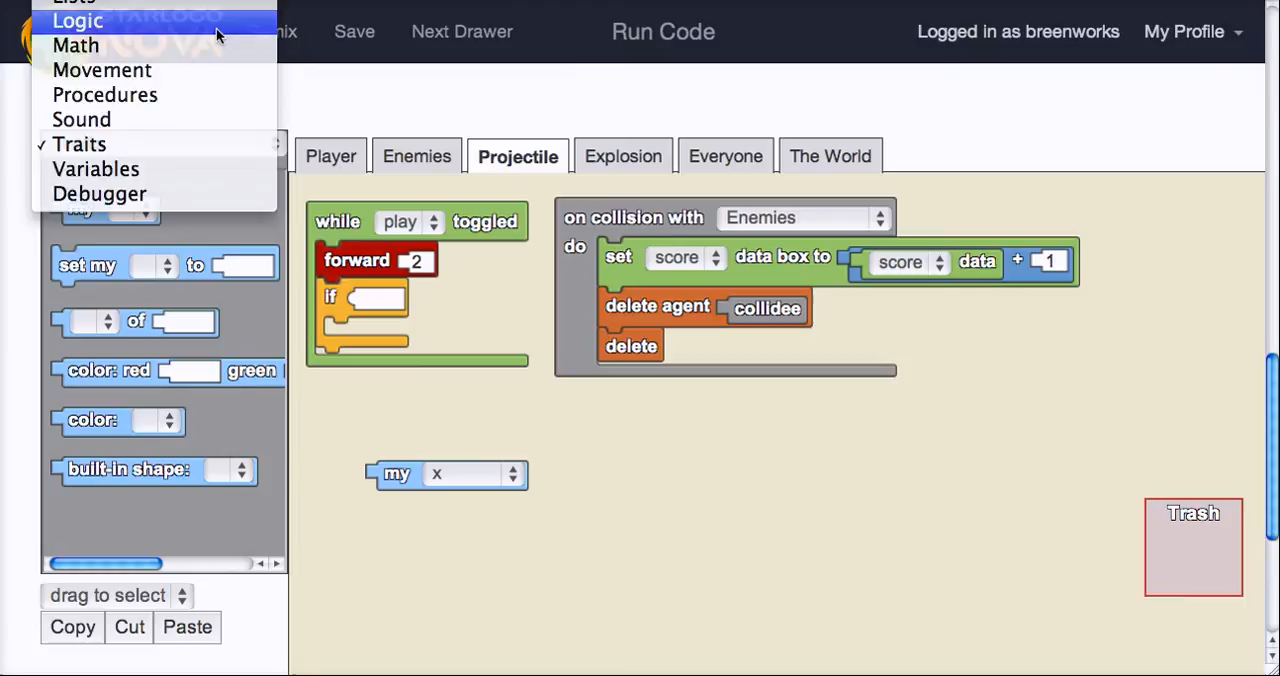 Lists
Logic
Math
Movement
Procedures
Sound
✓ Traits
Variables
Debugger
STARLOGO
NOVA
Save
Next Drawer
Run Code
Logged in as breenworks
My Profile
Player
Enemies
Projectile
Explosion
Everyone
The World
my
set my to
of
color: red green
color:
built-in shape:
drag to select
Copy
Cut
Paste
while play toggled
forward 2
if
on collision with Enemies
do
set score data box to score data + 1
delete agent collidee
delete
my x
Trash